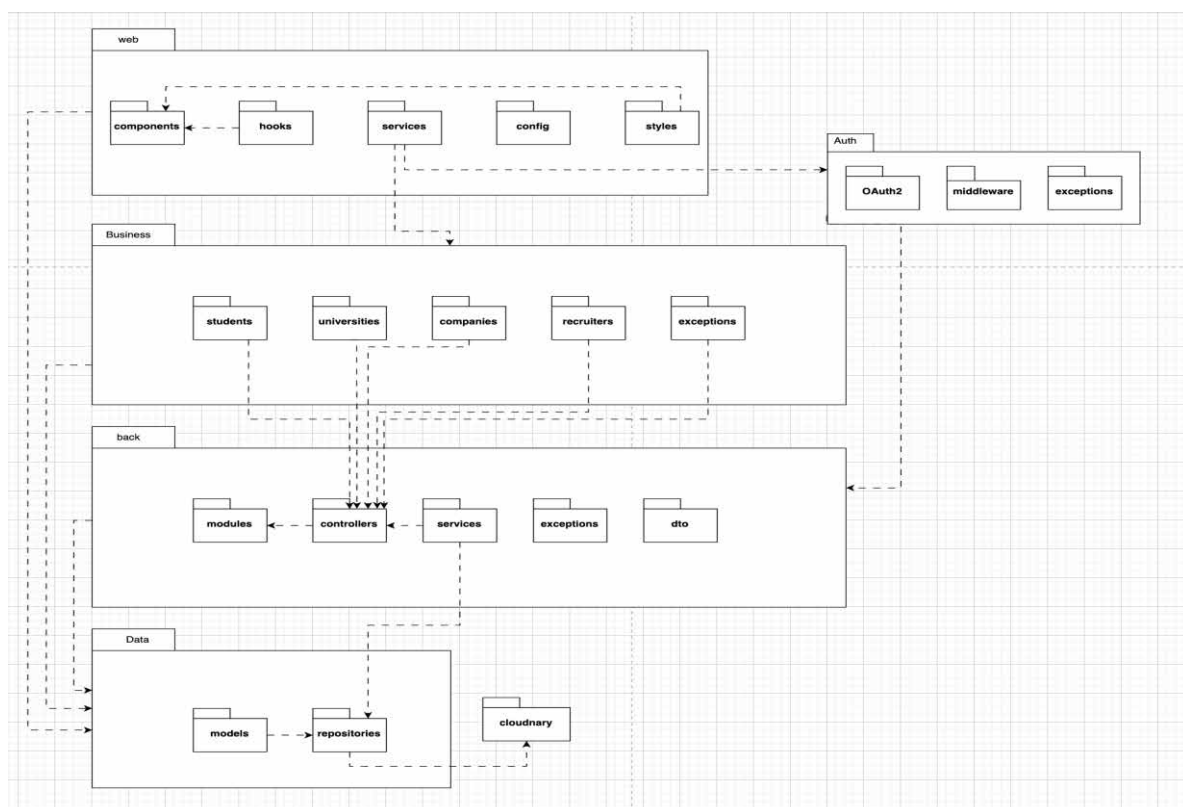 web
components
hooks
services
config
styles
Auth
OAuth2
middleware
exceptions
Business
students
universities
companies
recruiters
exceptions
back
modules
controllers
services
exceptions
dto
Data
models
repositories
cloudnary